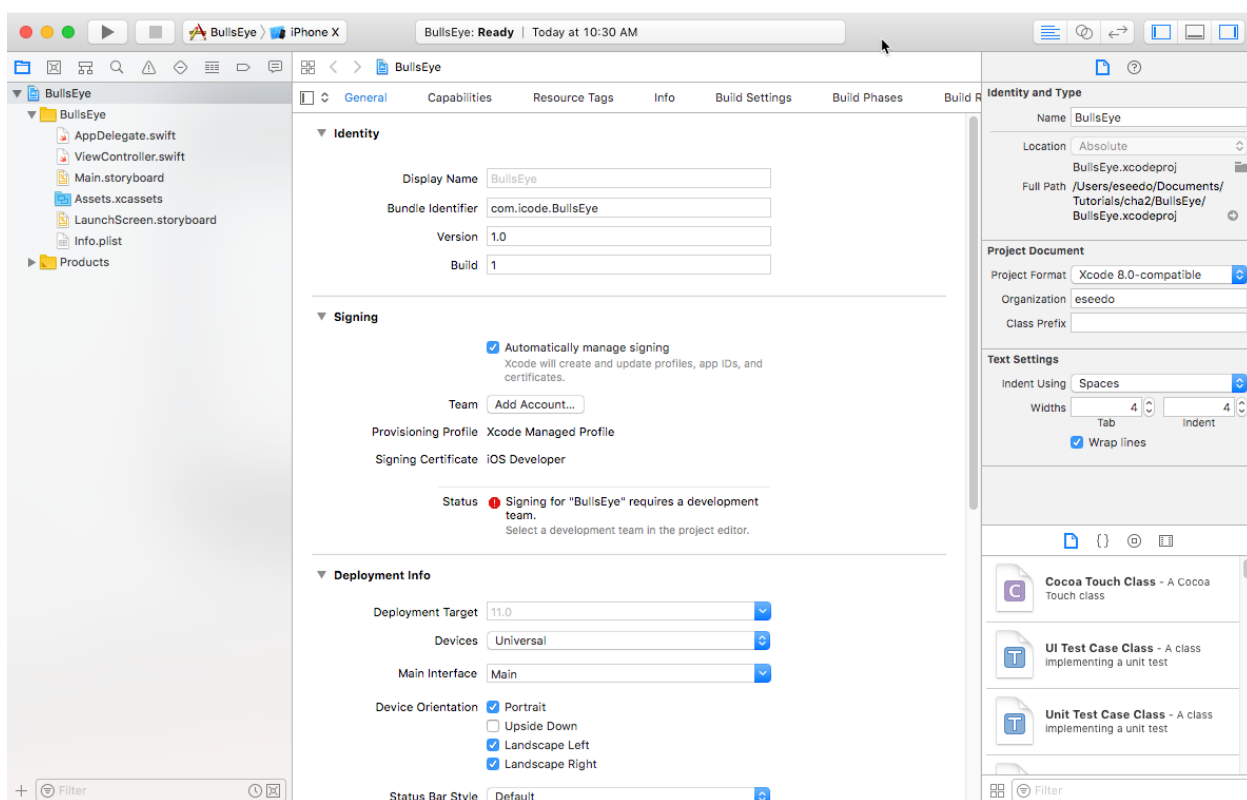 BullsEye iPhone X
BullsEye: Ready | Today at 10:30 AM
BullsEye
BullsEye
BullsEye
AppDelegate.swift
ViewController.swift
Main.storyboard
Assets.xcassets
LaunchScreen.storyboard
Info.plist
Products
Filter
General Capabilities Resource Tags Info Build Settings Build Phases Build R
Identity
Display Name BullsEye
Bundle Identifier com.icode.BullsEye
Version 1.0
Build 1
Signing
Automatically manage signing
Xcode will create and update profiles, app IDs, and
certificates.
Team Add Account...
Provisioning Profile Xcode Managed Profile
Signing Certificate iOS Developer
Status Signing for "BullsEye" requires a development
team.
Select a development team in the project editor.
Deployment Info
Deployment Target 11.0
Devices Universal
Main Interface Main
Device Orientation Portrait
Upside Down
Landscape Left
Landscape Right
Status Bar Style Default
Identity and Type
Name BullsEye
Location Absolute
BullsEye.xcodeproj
Full Path /Users/eseedo/Documents/
Tutorials/cha2/BullsEye/
BullsEye.xcodeproj
Project Document
Project Format Xcode 8.0-compatible
Organization eseedo
Class Prefix
Text Settings
Indent Using Spaces
Widths 4 4
Tab Indent
Wrap lines
{}
C Cocoa Touch Class - A Cocoa
Touch class
T UI Test Case Class - A class
implementing a unit test
T Unit Test Case Class - A class
implementing a unit test
Filter